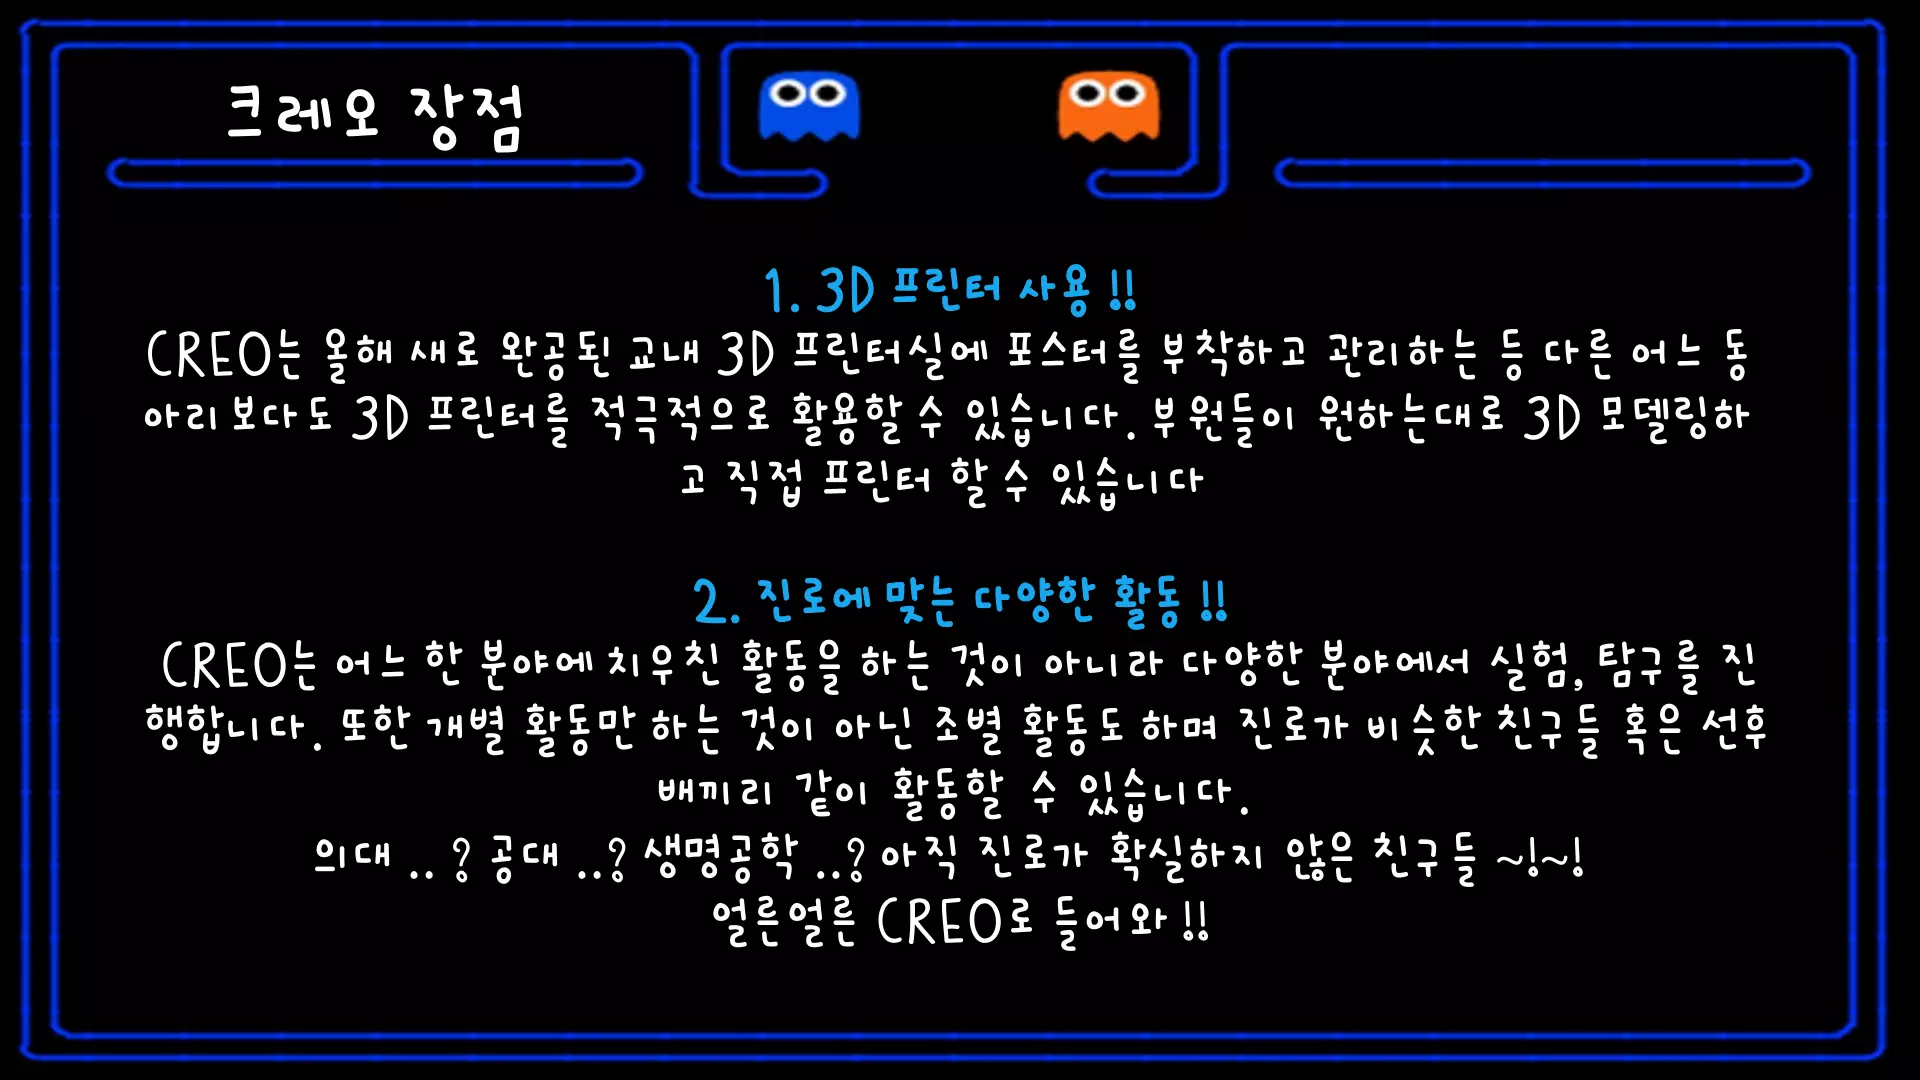 크레오 장점
1. 3D 프린터 사용 !!
CREO는 올해 새로 완공된 교내 3D 프린터실에 포스터를 부착하고 관리하는 등 다른 어느 동
아리보다도 3D 프린터를 적극적으로 활용할 수 있습니다. 부원들이 원하는대로 3D 모델링하
고 직접 프린터 할 수 있습니다
2. 진로에 맞는 다양한 활동 !!
CREO는 어느 한 분야에 치우친 활동을 하는 것이 아니라 다양한 분야에서 실험, 탐구를 진
행합니다. 또한 개별 활동만 하는 것이 아닌 조별 활동도 하며 진로가 비슷한 친구들 혹은 선후
배끼리 같이 활동할 수 있습니다.
의대 .. ? 공대 ..? 생명공학 ..? 아직 진로가 확실하지 않은 친구들 ~!~!
얼른얼른 CREO로 들어와 !!